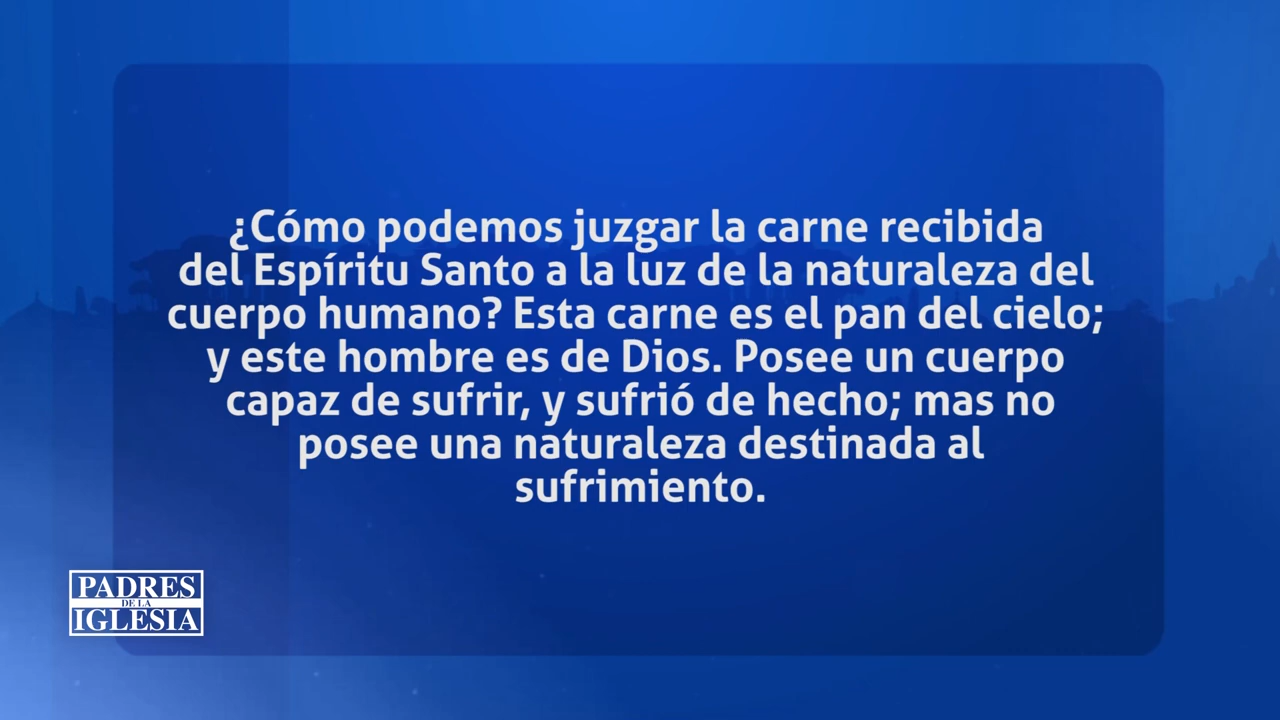 ¿Cómo podemos juzgar la carne recibida
del Espíritu Santo a la luz de la naturaleza del
cuerpo humano? Esta carne es el pan del cielo;
y este hombre es de Dios. Posee un cuerpo
capaz de sufrir, y sufrió de hecho; mas no
posee una naturaleza destinada al
sufrimiento.
PADRES
DE LA
IGLESIA